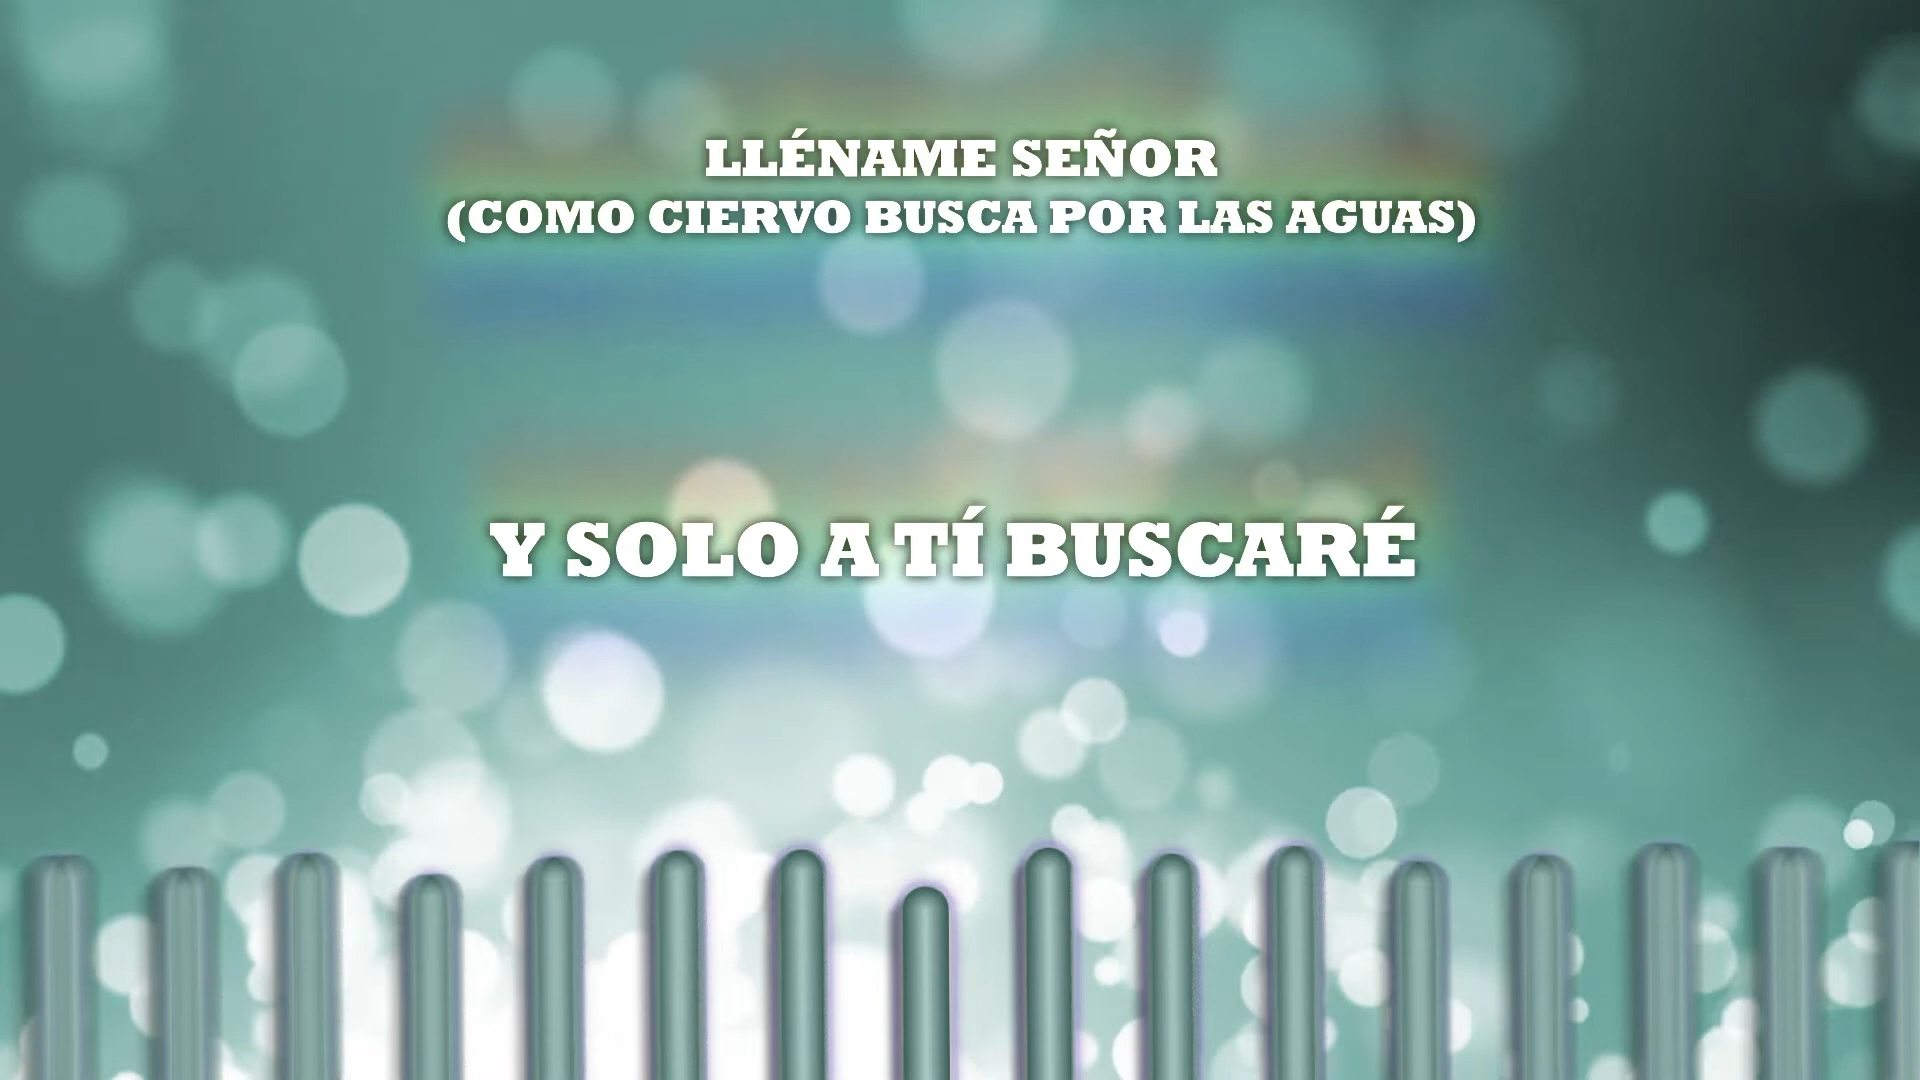 LLÉNAME SEÑOR
(COMO CIERVO BUSCA POR LAS AGUAS)
Y SOLO A TÍ BUSCARÉ